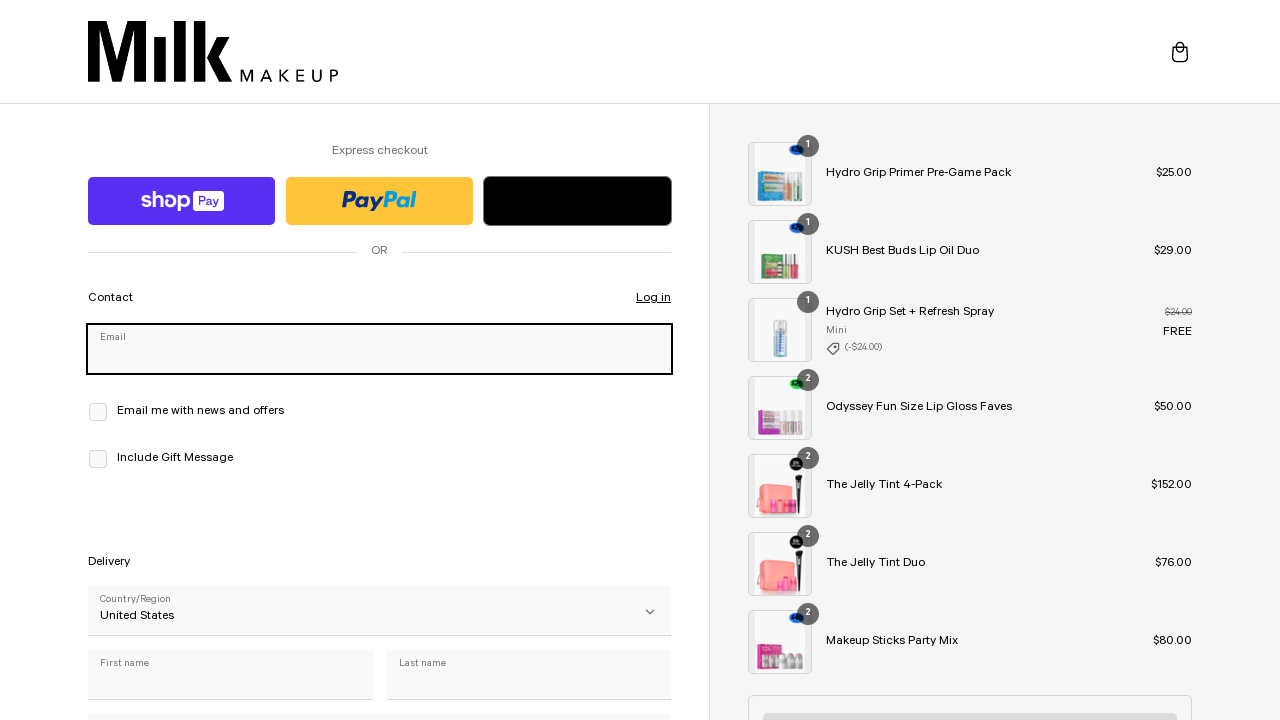 Milk MAKEUP
Express checkout
shop Pay
PayPal
OR
Contact
Log in
Email
Email me with news and offers
Include Gift Message
Delivery
Country/Region
United States
First name
Last name
1
Hydro Grip Primer Pre-Game Pack
$25.00
1
KUSH Best Buds Lip Oil Duo
$29.00
1
Hydro Grip Set + Refresh Spray
$24.00
Mini
FREE
(-$24.00)
2
Odyssey Fun Size Lip Gloss Faves
$50.00
2
The Jelly Tint 4-Pack
$152.00
2
The Jelly Tint Duo
$76.00
2
Makeup Sticks Party Mix
$80.00